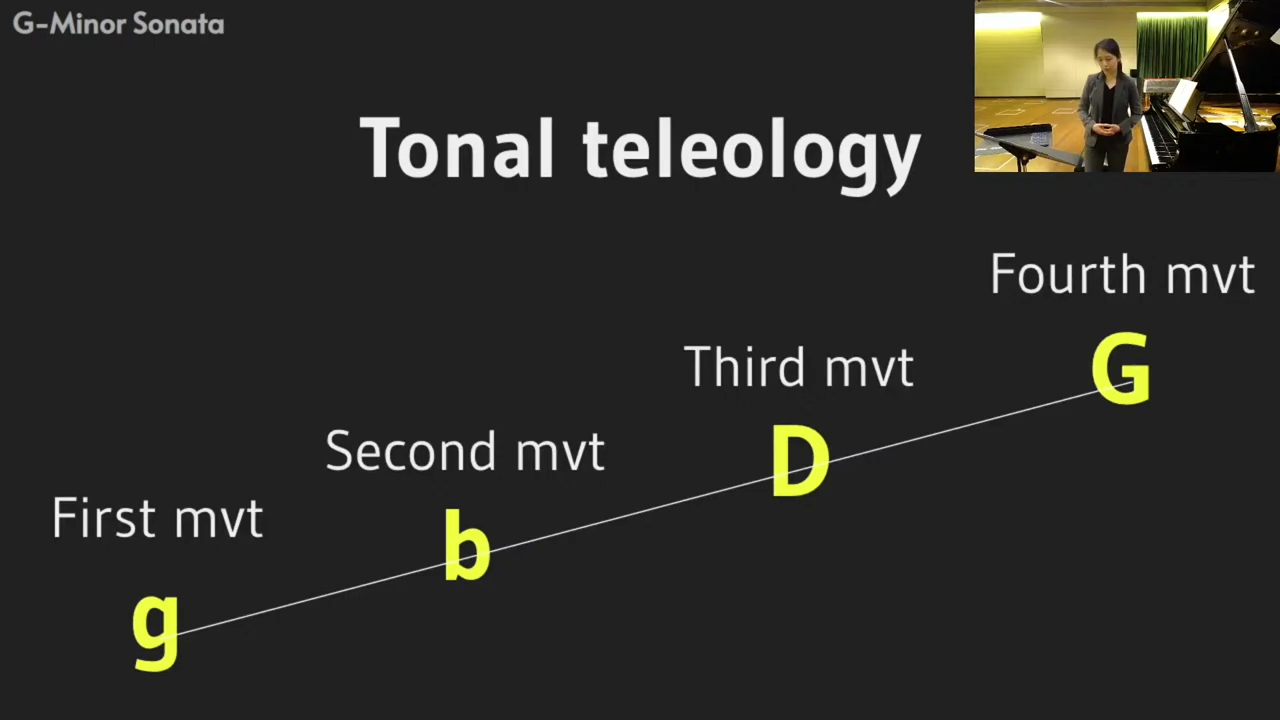 G-Minor Sonata
Tonal teleology
Fourth mvt
G
Third mvt
D
Second mvt
b
First mvt
g